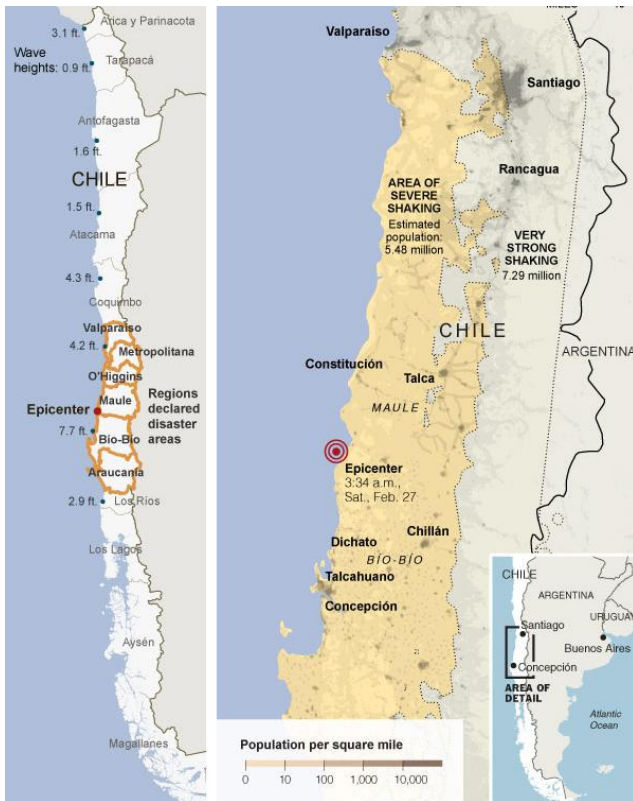 Arica y Parinacota
3.1 ft.
Wave
heights: 0.9 ft.
Tarapacá
Antofagasta
1.6 ft.
CHILE
1.5 ft.
Atacama
4.3 ft.
Coquimbo
Valparaíso
4.2 ft.
Metropolitana
O'Higgins
Maule
Regions
declared
disaster
areas
Epicenter
7.7 ft.
Bío-Bío
Araucanía
2.9 ft.
Los Ríos
Los Lagos
Aysén
Magallanes
Valparaíso
Santiago
Rancagua
AREA OF
SEVERE
SHAKING
Estimated
population:
5.48 million
VERY
STRONG
SHAKING
7.29 million
CHILE
ARGENTINA
Constitución
Talca
MAULE
Epicenter
3:34 a.m.,
Sat., Feb. 27
Chillán
Dichato
BÍO-BÍO
Talcahuano
Concepción
CHILE
ARGENTINA
URUGUAY
Santiago
Buenos Aires
Concepción
AREA OF
DETAIL
Atlantic
Ocean
Population per square mile
0 10 100 1,000 10,000